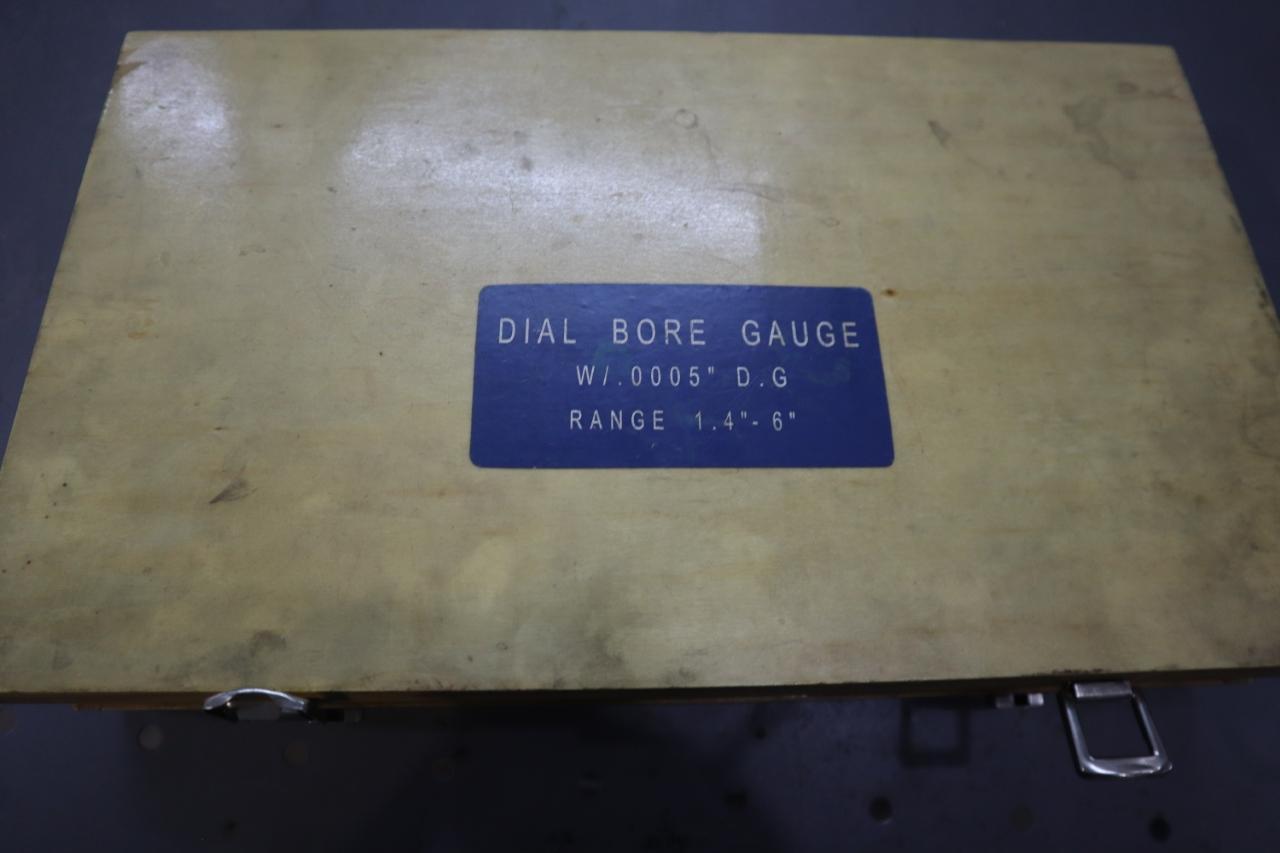 DIAL BORE GAUGE
W/.0005" D.G
RANGE 1.4"-6"